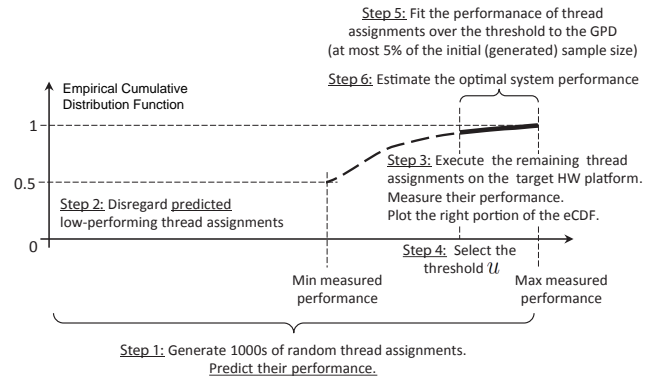 Step 5: Fit the performanace of thread
assignments over the threshold to the GPD
(at most 5% of the initial (generated) sample size)
Step 6: Estimate the optimal system performance
Empirical Cumulative
Distribution Function
1
Step 3: Execute the remaining thread
assignments on the target HW platform.
Measure their performance.
Plot the right portion of the eCDF.
0.5
Step 2: Disregard predicted
low-performing thread assignments
0
Step 4: Select the
threshold u
Min measured
performance
Max measured
performance
Step 1: Generate 1000s of random thread assignments.
Predict their performance.